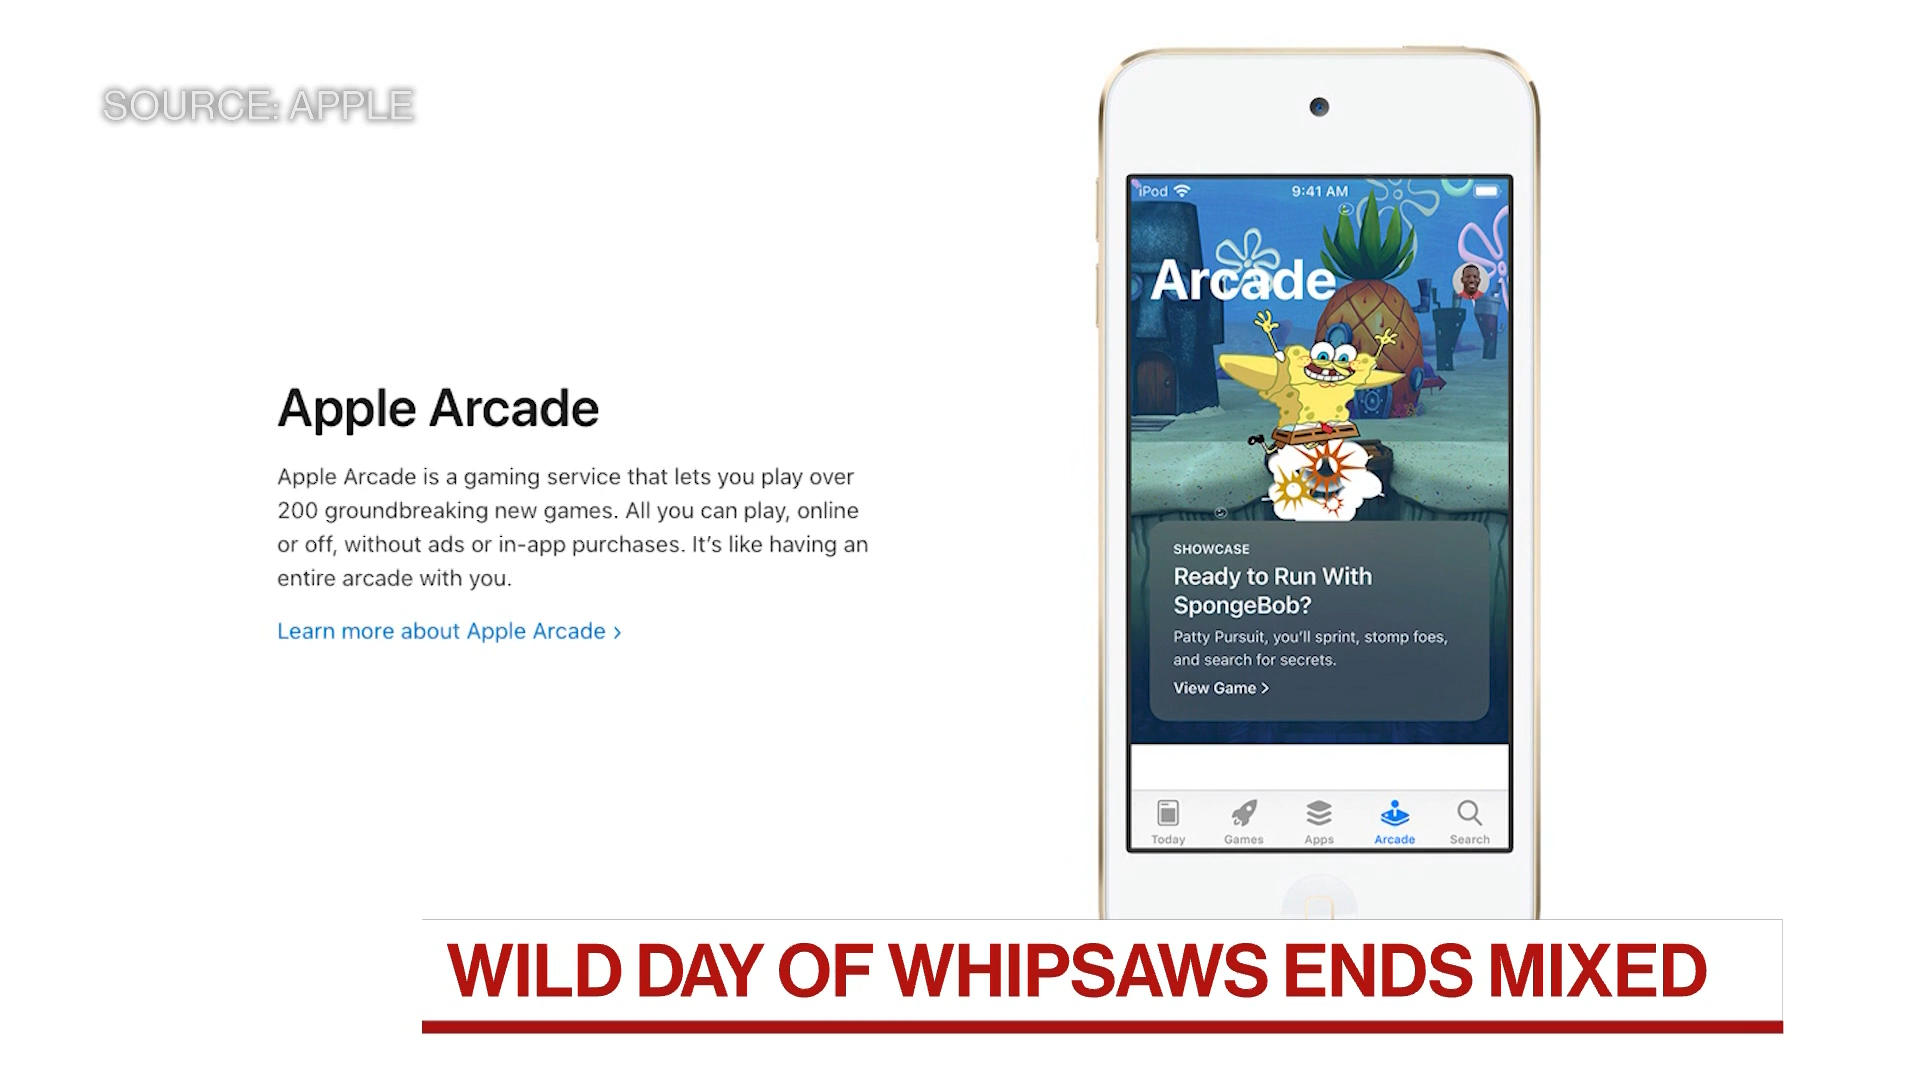 SOURCE: APPLE
Apple Arcade
Apple Arcade is a gaming service that lets you play over
200 groundbreaking new games. All you can play, online
or off, without ads or in-app purchases. It's like having an
entire arcade with you.
Learn more about Apple Arcade >
iPod 9:41 AM
Arcade
SHOWCASE
Ready to Run With
SpongeBob?
Patty Pursuit, you'll sprint, stomp foes,
and search for secrets.
View Game >
Today Games Apps Arcade Search
WILD DAY OF WHIPSAWS ENDS MIXED